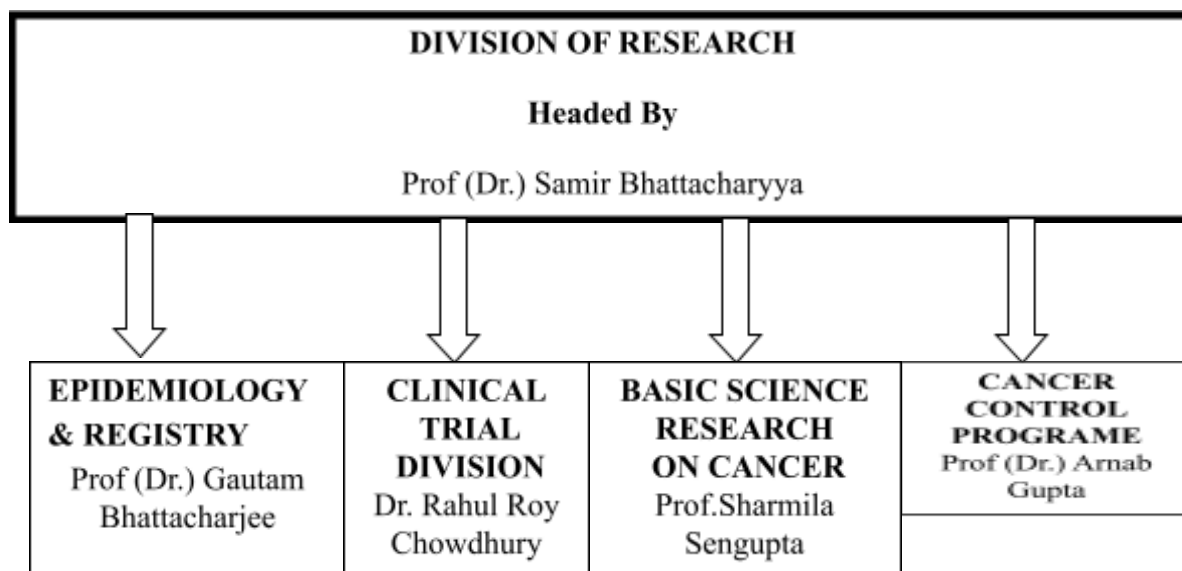 DIVISION OF RESEARCH
Headed By
Prof (Dr.) Samir Bhattacharyya
EPIDEMIOLOGY
& REGISTRY
Prof (Dr.) Gautam
Bhattacharjee
CLINICAL
TRIAL
DIVISION
Dr. Rahul Roy
Chowdhury
BASIC SCIENCE
RESEARCH
ON CANCER
Prof.Sharmila
Sengupta
CANCER
CONTROL
PROGRAME
Prof (Dr.) Arnab
Gupta